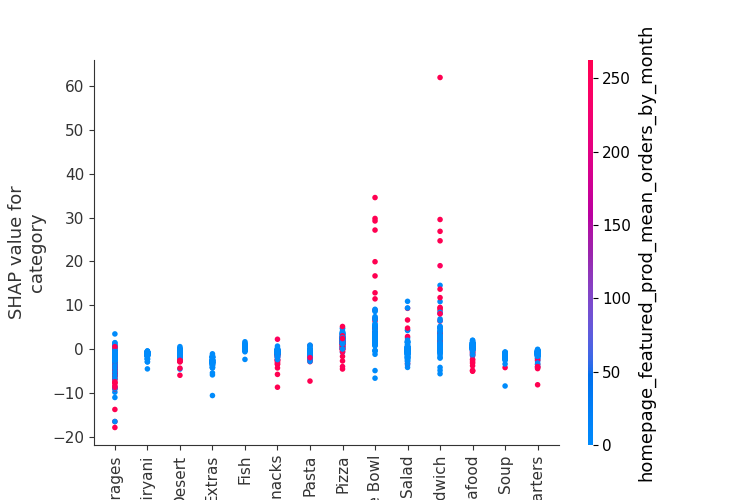 SHAP value for
category
60
50
40
30
20
10
0
−10
−20
rages
iryani
Desert
Extras
Fish
nacks
Pasta
Pizza
e Bowl
Salad
dwich
afood
Soup
arters
250
200
150
100
50
0
homepage_featured_prod_mean_orders_by_month